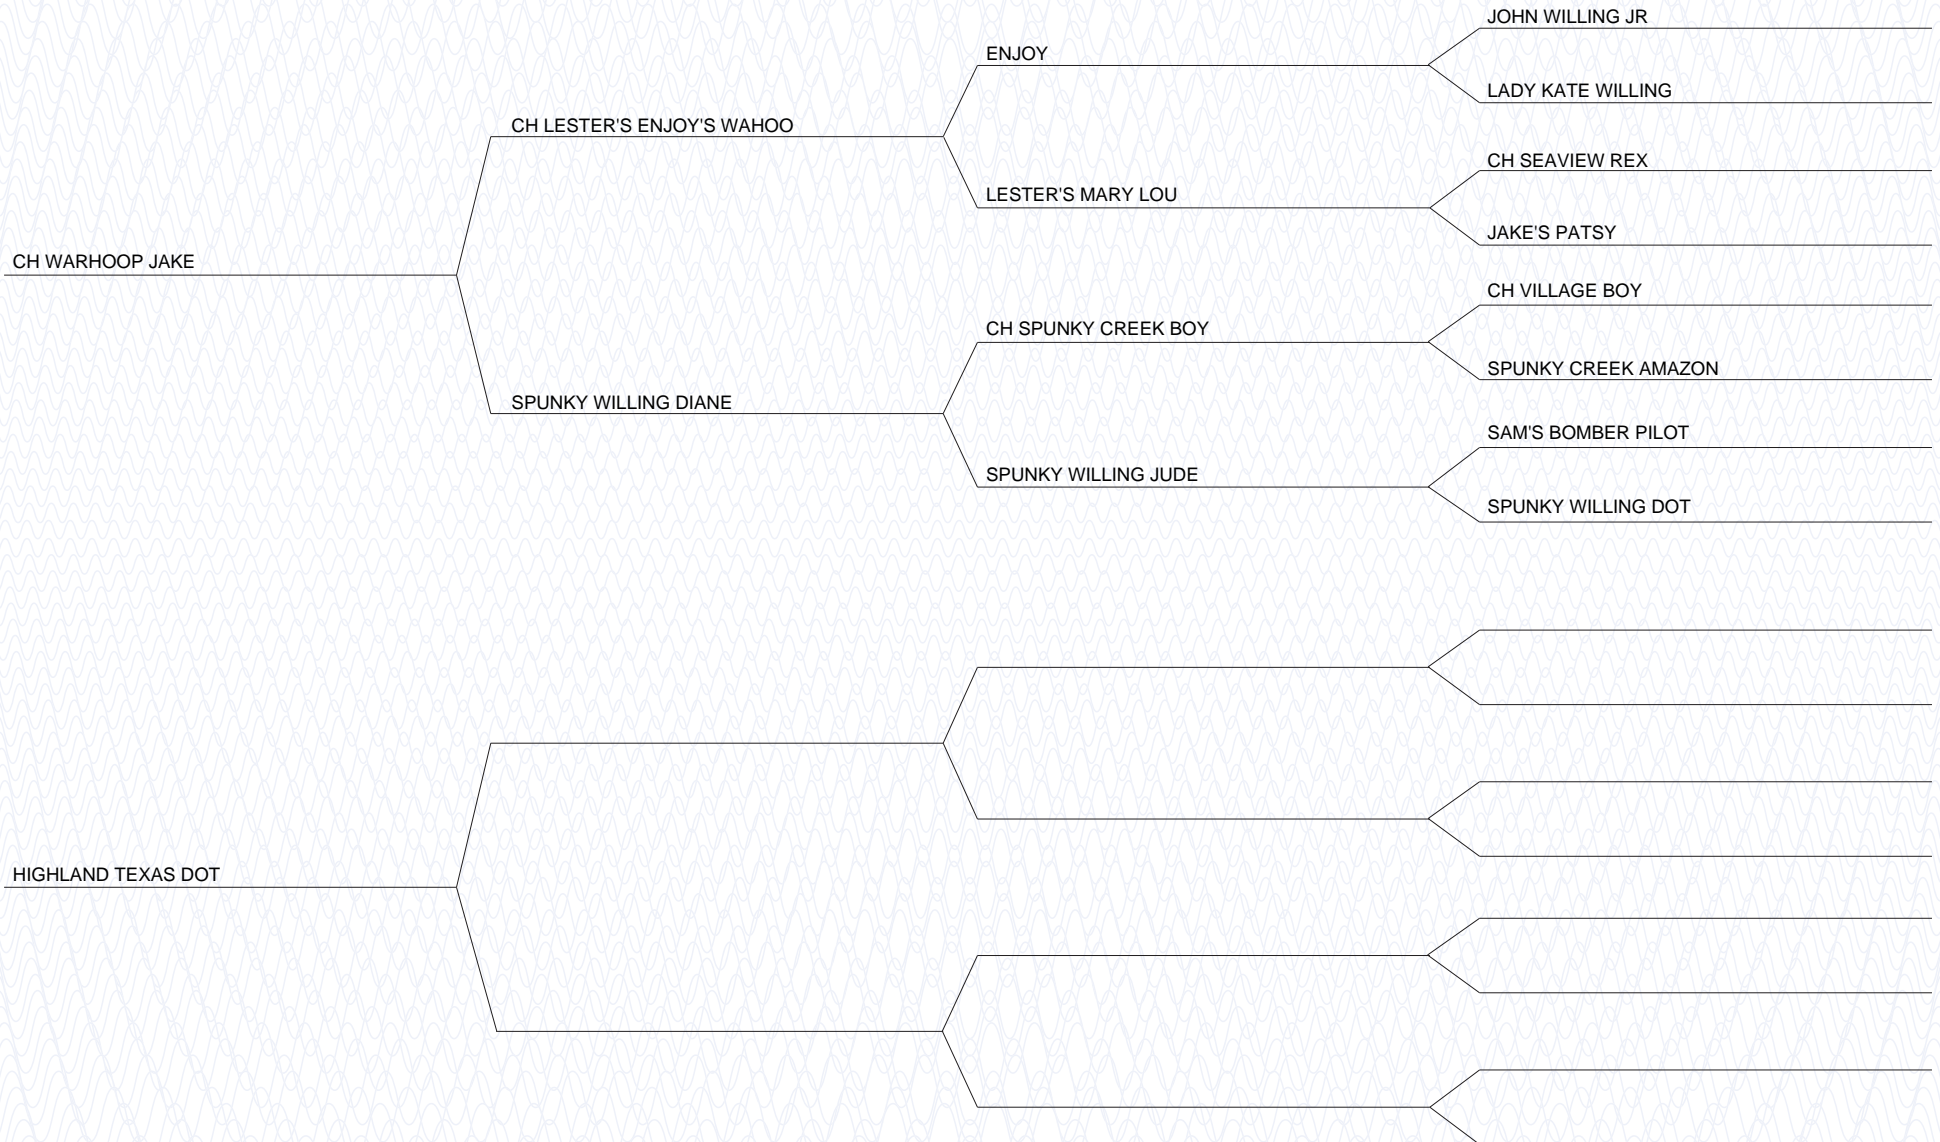 JOHN WILLING JR
ENJOY
LADY KATE WILLING
CH LESTER'S ENJOY'S WAHOO
CH SEAVIEW REX
LESTER'S MARY LOU
JAKE'S PATSY
CH WARHOOP JAKE
CH VILLAGE BOY
CH SPUNKY CREEK BOY
SPUNKY CREEK AMAZON
SPUNKY WILLING DIANE
SAM'S BOMBER PILOT
SPUNKY WILLING JUDE
SPUNKY WILLING DOT
HIGHLAND TEXAS DOT